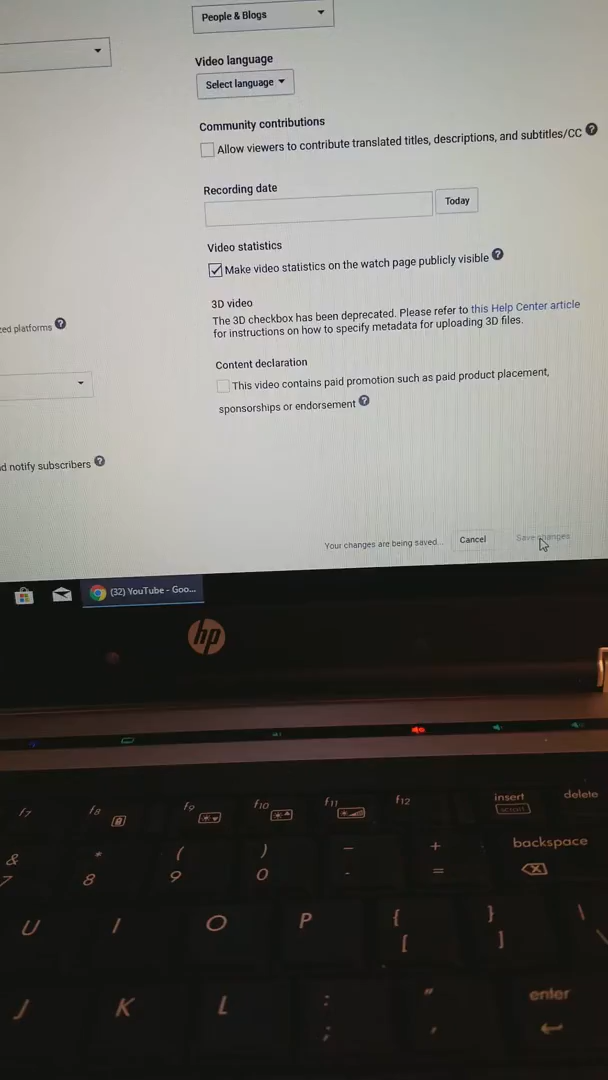 People & Blogs
Video language
Select language
Community contributions
Allow viewers to contribute translated titles, descriptions, and subtitles/CC ?
Recording date
Today
Video statistics
Make video statistics on the watch page publicly visible ?
3D video
The 3D checkbox has been deprecated. Please refer to this Help Center article
for instructions on how to specify metadata for uploading 3D files.
platforms ?
Content declaration
This video contains paid promotion such as paid product placement,
sponsorships or endorsement ?
notify subscribers ?
Your changes are being saved... Cancel Save changes
(32) YouTube - Goo...
hp
f7 f8 f9 f10 f11 f12 insert delete
scroll
& * ( ) — + backspace
7 8 9 0 - =
U I O P { } \
[ ]
J K L : " enter
; '